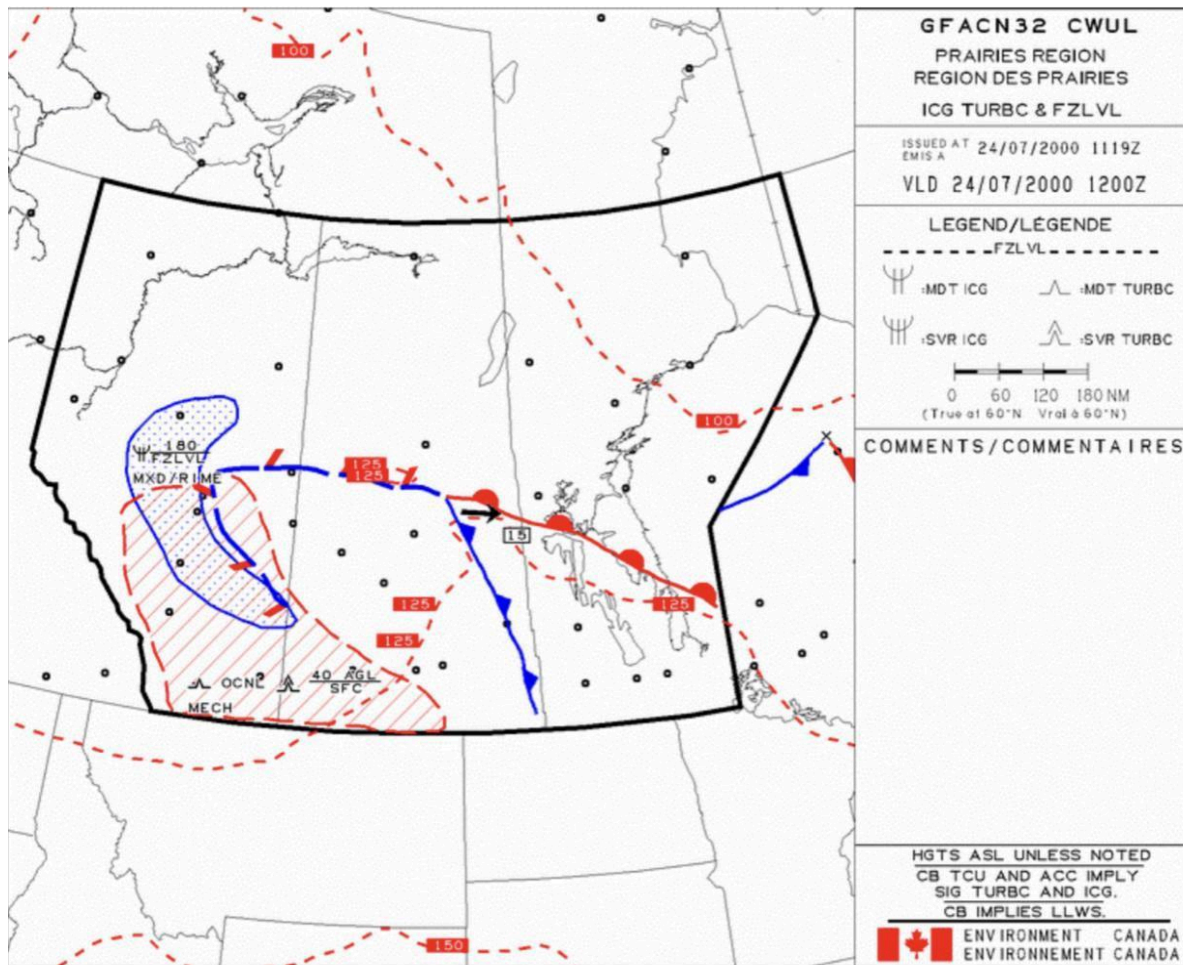 100
180
FZLVL
MXD/RIME
125
125
100
15
125
125
125
OCNL
40 AGL
SFC
MECH
150
GFACN32 CWUL
PRAIRIES REGION
REGION DES PRAIRIES
ICG TURBC & FZLVL
ISSUED AT
EMIS A
24/07/2000 1119Z
VLD 24/07/2000 1200Z
LEGEND/LÉGENDE
FZLVL
:MDT ICG
:MDT TURBC
:SVR ICG
:SVR TURBC
0 60 120 180 NM
(True at 60°N Vrai à 60°N)
COMMENTS/COMMENTAIRES
HGTS ASL UNLESS NOTED
CB TCU AND ACC IMPLY
SIG TURBC AND ICG.
CB IMPLIES LLWS.
ENVIRONMENT CANADA
ENVIRONNEMENT CANADA